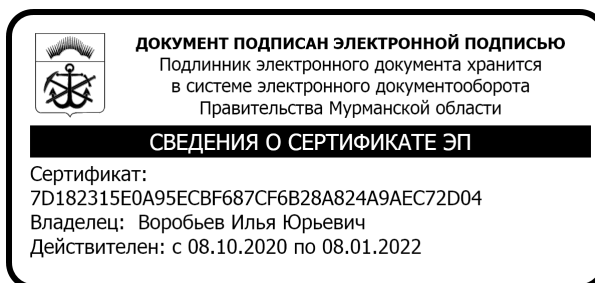 ДОКУМЕНТ ПОДПИСАН ЭЛЕКТРОННОЙ ПОДПИСЬЮ
Подлинник электронного документа хранится
в системе электронного документооборота
Правительства Мурманской области
СВЕДЕНИЯ О СЕРТИФИКАТЕ ЭП
Сертификат:
7D182315E0A95ECBF687CF6B28A824A9AEC72D04
Владелец: Воробьев Илья Юрьевич
Действителен: с 08.10.2020 по 08.01.2022